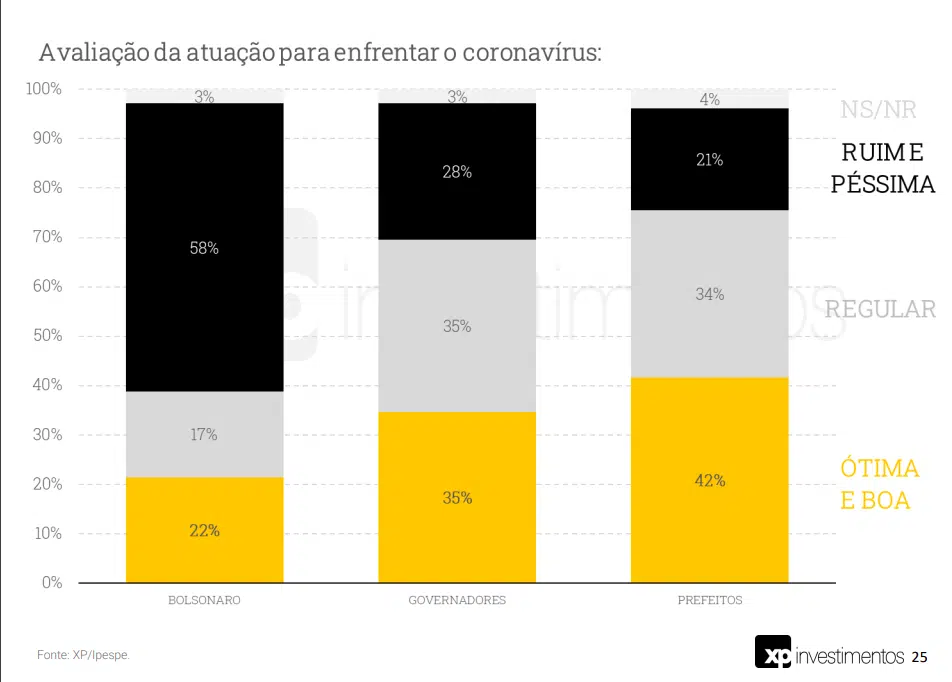 Avaliação da atuação para enfrentar o coronavírus:
100%
90%
80%
70%
60%
50%
40%
30%
20%
10%
0%
3%
58%
17%
22%
3%
28%
35%
35%
4%
21%
34%
42%
NS/NR
RUIM E
PÉSSIMA
REGULAR
ÓTIMA
E BOA
BOLSONARO
GOVERNADORES
PREFEITOS
xp investimentos
Fonte: XP/Ipespe.
xp investimentos 25